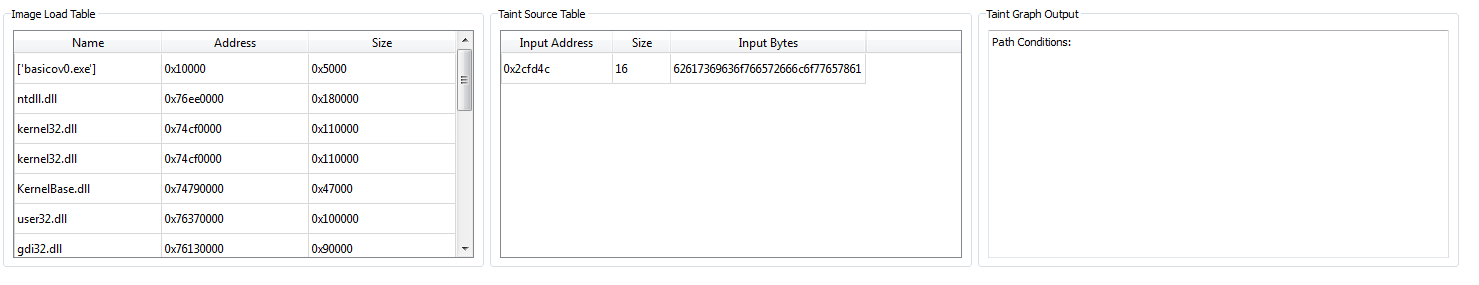 Image Load Table
Name Address Size
['basicov0.exe'] 0x10000 0x5000
ntdll.dll 0x76ee0000 0x180000
kernel32.dll 0x74cf0000 0x110000
kernel32.dll 0x74cf0000 0x110000
KernelBase.dll 0x74790000 0x47000
user32.dll 0x76370000 0x100000
gdi32.dll 0x76130000 0x90000
Taint Source Table
Input Address Size Input Bytes
0x2cfd4c 16 62617369636f766572666c6f77657861
Taint Graph Output
Path Conditions: